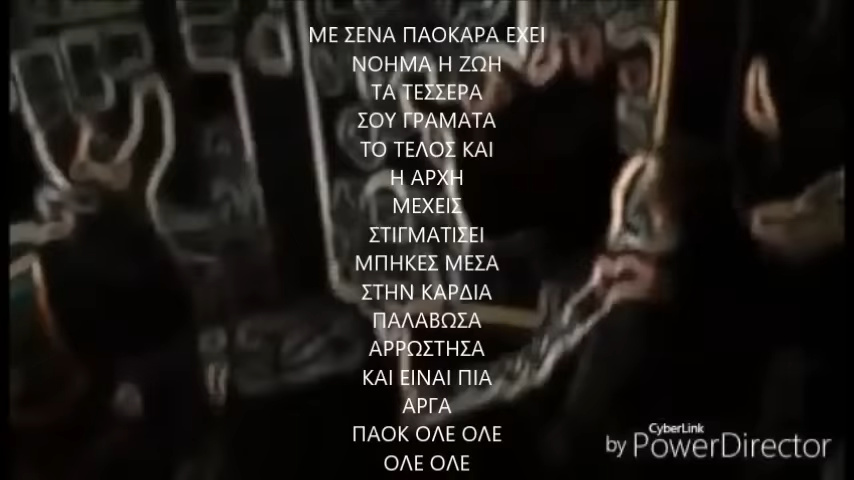 ΜΕ ΣΕΝΑ ΠΑΟΚΑΡΑ ΕΧΕΙ
ΝΟΗΜΑ Η ΖΩΗ
ΤΑ ΤΕΣΣΕΡΑ
ΣΟΥ ΓΡΑΜΑΤΑ
ΤΟ ΤΕΛΟΣ ΚΑΙ
Η ΑΡΧΗ
ΜΕΧΕΙΣ
ΣΤΙΓΜΑΤΙΣΕΙ
ΜΠΗΚΕΣ ΜΕΣΑ
ΣΤΗΝ ΚΑΡΔΙΑ
ΠΑΛΑΒΩΣΑ
ΑΡΡΩΣΤΗΣΑ
ΚΑΙ ΕΙΝΑΙ ΠΙΑ
ΑΡΓΑ
ΠΑΟΚ ΟΛΕ ΟΛΕ
ΟΛΕ ΟΛΕ
CyberLink
by PowerDirector